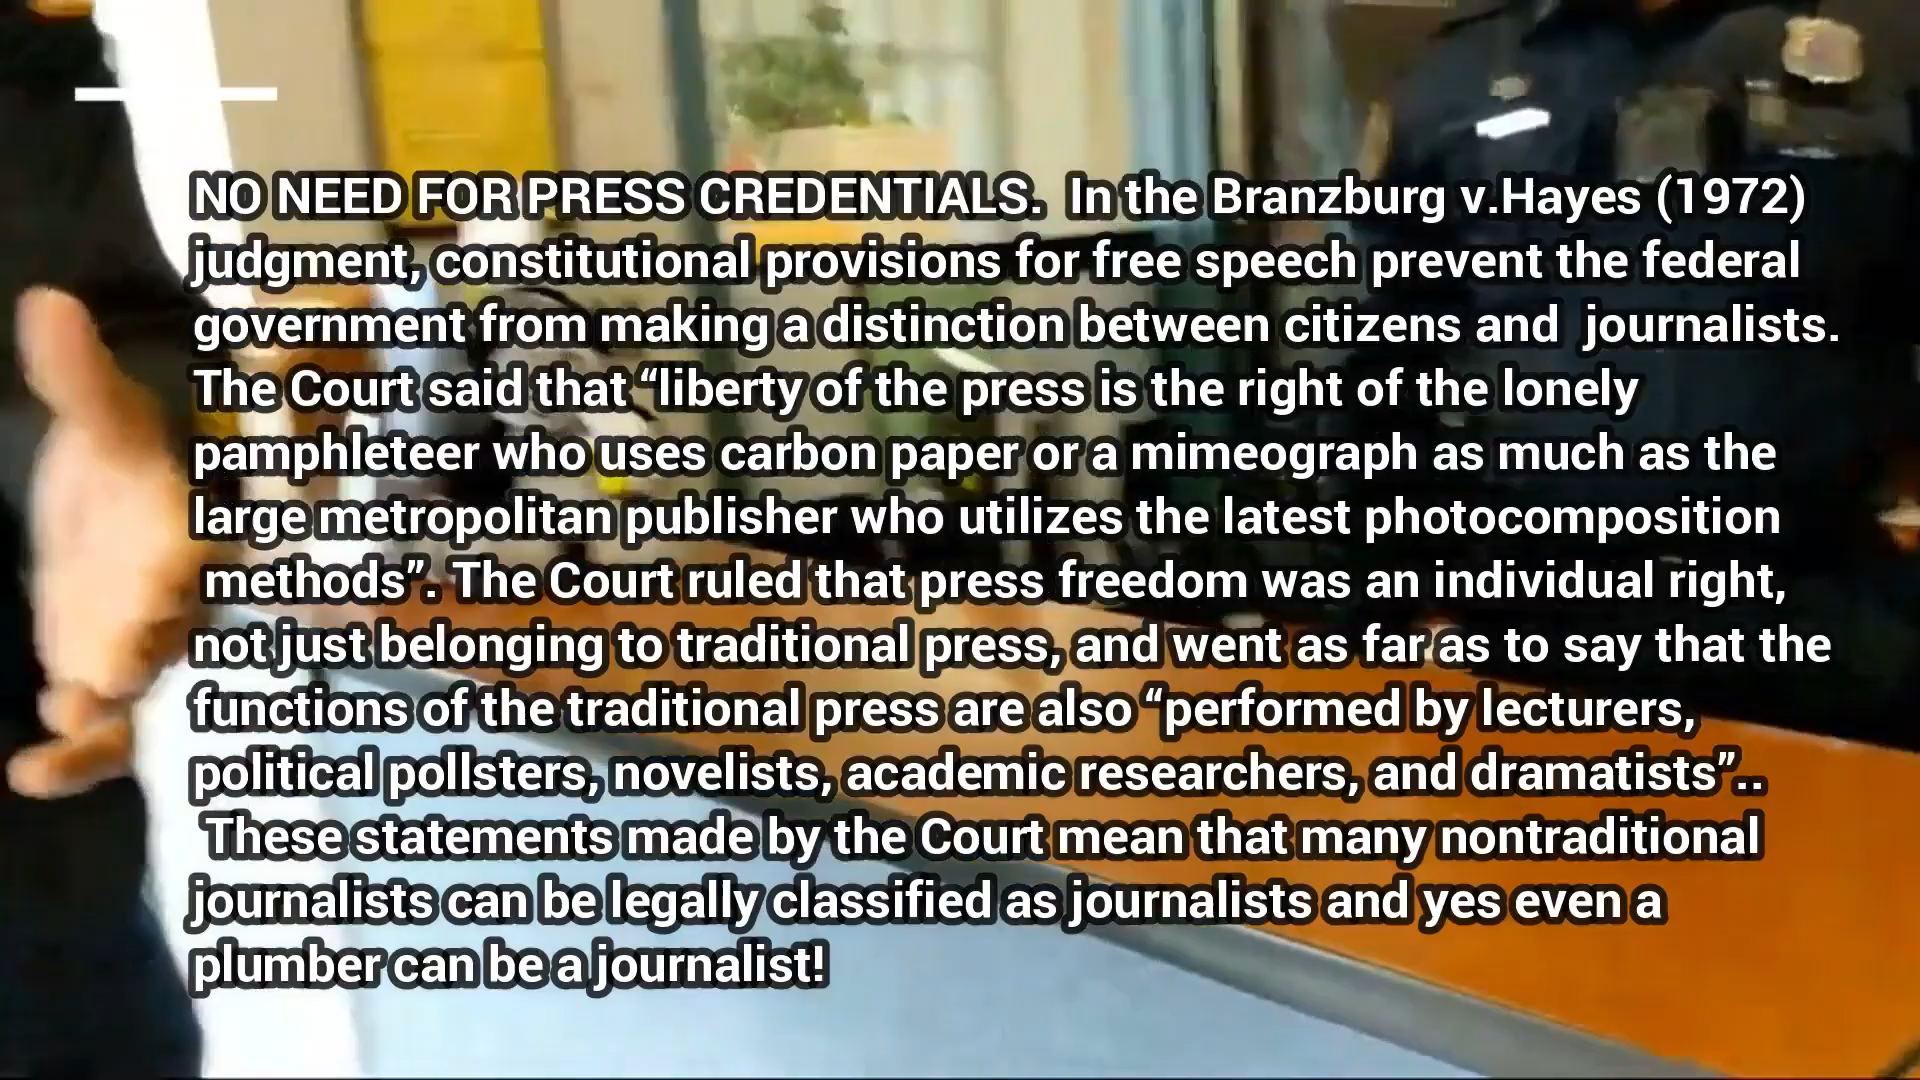 NO NEED FOR PRESS CREDENTIALS.  In the Branzburg v.Hayes (1972)
judgment, constitutional provisions for free speech prevent the federal
government from making a distinction between citizens and  journalists.
The Court said that “liberty of the press is the right of the lonely
pamphleteer who uses carbon paper or a mimeograph as much as the
large metropolitan publisher who utilizes the latest photocomposition
methods”. The Court ruled that press freedom was an individual right,
not just belonging to traditional press, and went as far as to say that the
functions of the traditional press are also “performed by lecturers,
political pollsters, novelists, academic researchers, and dramatists”..
These statements made by the Court mean that many nontraditional
journalists can be legally classified as journalists and yes even a
plumber can be a journalist!